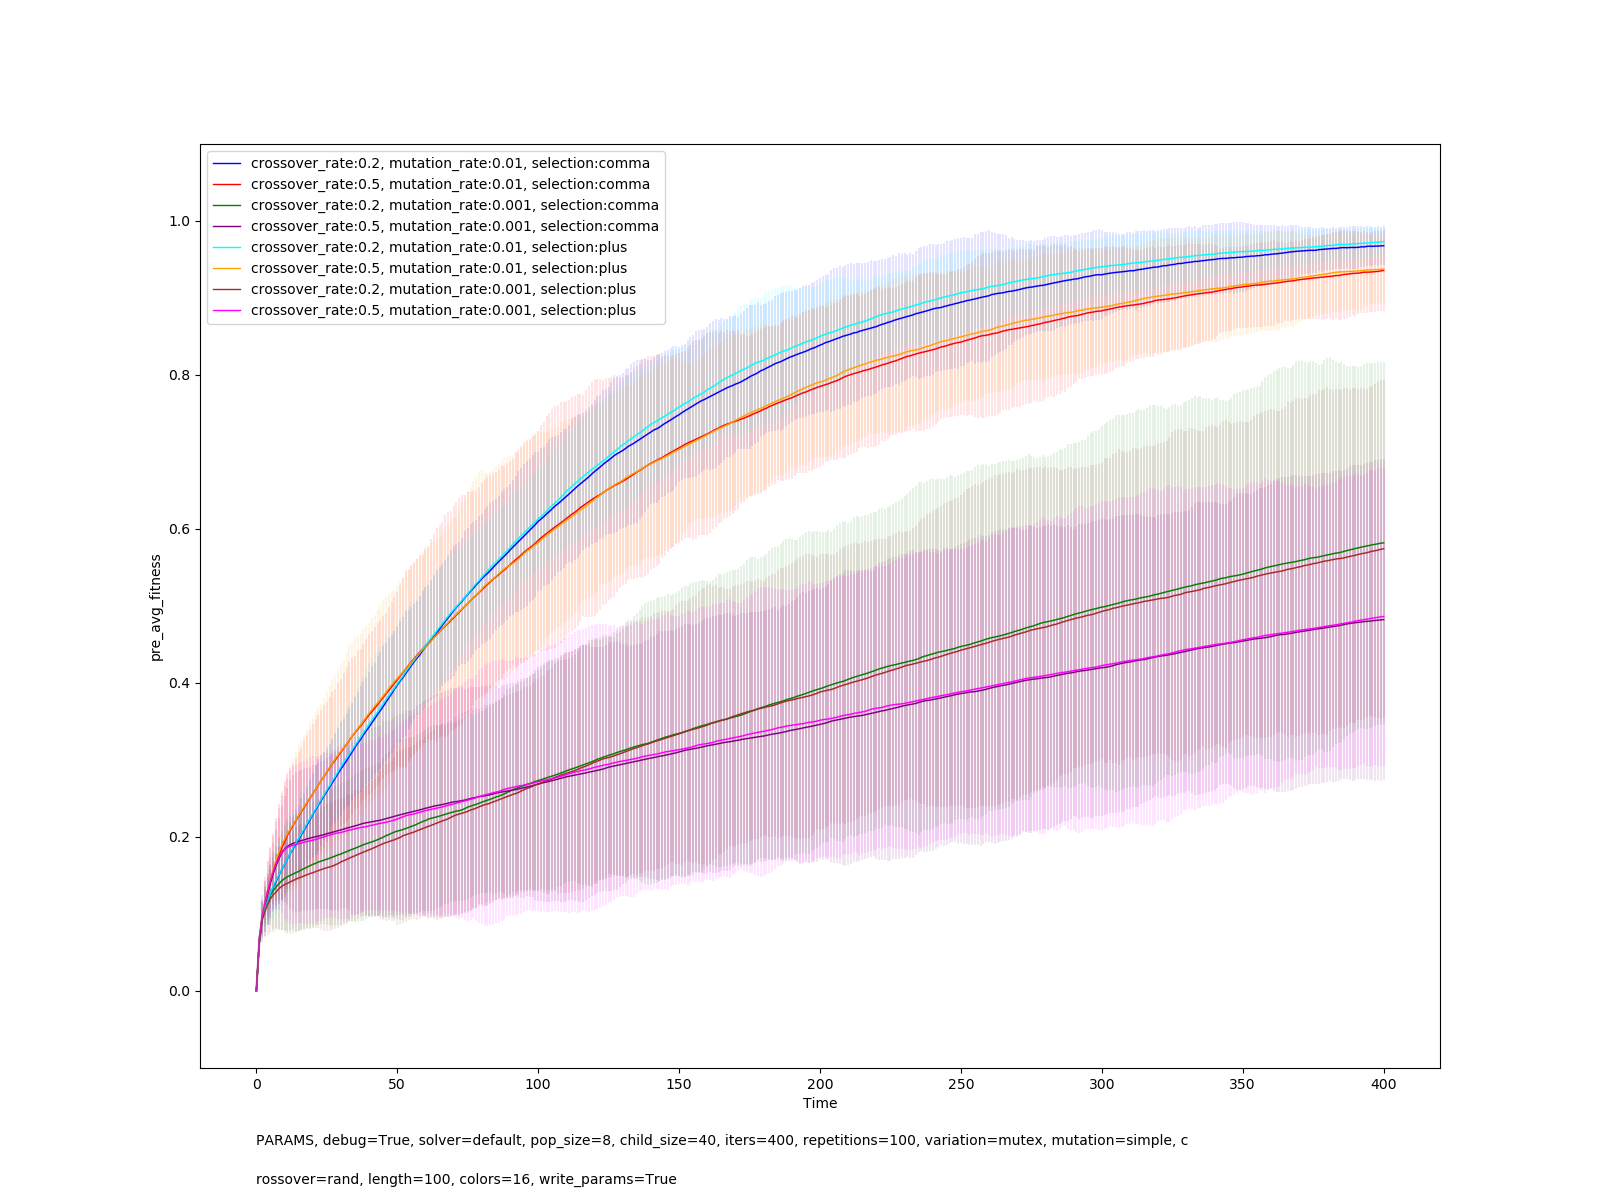 crossover_rate:0.2, mutation_rate:0.01, selection:comma
crossover_rate:0.5, mutation_rate:0.01, selection:comma
crossover_rate:0.2, mutation_rate:0.001, selection:comma
crossover_rate:0.5, mutation_rate:0.001, selection:comma
crossover_rate:0.2, mutation_rate:0.01, selection:plus
crossover_rate:0.5, mutation_rate:0.01, selection:plus
crossover_rate:0.2, mutation_rate:0.001, selection:plus
crossover_rate:0.5, mutation_rate:0.001, selection:plus
1.0
0.8
0.6
0.4
0.2
0.0
pre_avg_fitness
0 50 100 150 200 250 300 350 400
Time
PARAMS, debug=True, solver=default, pop_size=8, child_size=40, iters=400, repetitions=100, variation=mutex, mutation=simple, c
rossover=rand, length=100, colors=16, write_params=True